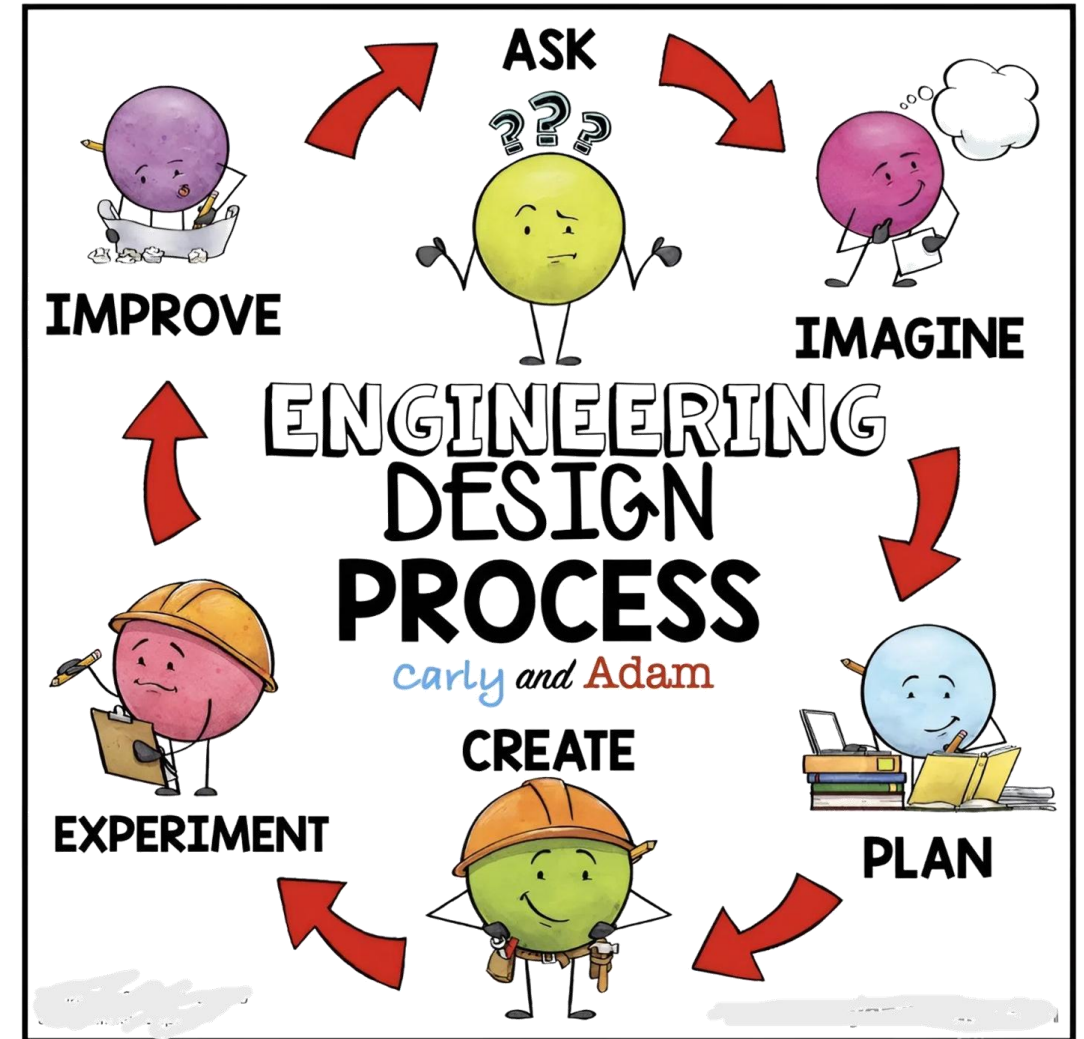 ASK
???
IMPROVE
IMAGINE
ENGINEERING
DESIGN
PROCESS
carly and Adam
CREATE
EXPERIMENT
PLAN